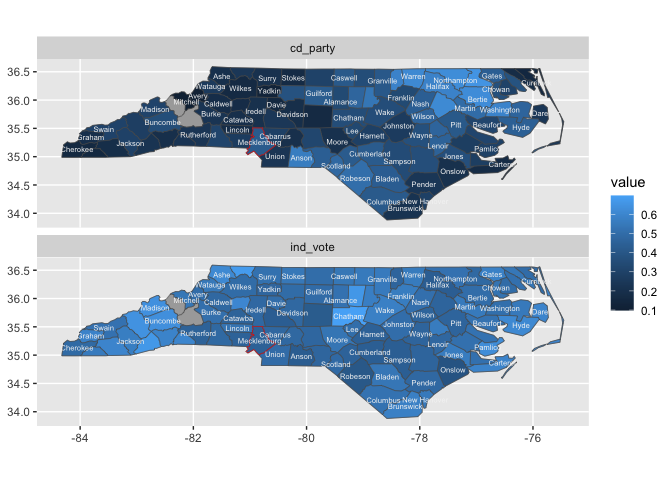 cd_party
36.5
36.0
35.5
35.0
34.5
34.0
Ashe Surry Stokes Caswell Granville Warren Northampton Gates
Watauga Wilkes Yadkin Halifax Chowan
Avery Guilford Alamance Franklin Bertie
Madison Mitchell Caldwell Davie Nash Martin Washington
Buncombe Burke Iredell Davidson Wake Dare
Catawba Chatham Johnston Pitt Beaufort Hyde
Swain Rutherford Lincoln Cabarrus Lee Harnett Wayne
Graham Jackson Mecklenburg Moore Lenoir Pamlico
Cherokee Union Anson Cumberland Sampson Jones Carter
Scotland Onslow
Robeson Bladen Pender
Columbus New Ha
Brunswick
ind_vote
36.5
36.0
35.5
35.0
34.5
34.0
Ashe Surry Stokes Caswell Granville Warren Northampton Gates
Watauga Wilkes Yadkin Halifax Chowan
Avery Guilford Alamance Franklin Bertie
Madison Mitchell Caldwell Davie Nash Martin Washington
Buncombe Burke Iredell Davidson Chatham Wake Dare
Catawba Johnston Pitt Beaufort Hyde
Swain Rutherford Lincoln Cabarrus Lee Harnett Wayne
Graham Jackson Mecklenburg Moore Lenoir Pamlico
Cherokee Union Anson Cumberland Sampson Jones Carter
Scotland Onslow
Robeson Bladen Pender
Columbus New Ha
Brunswick
-84 -82 -80 -78 -76
value
0.6
0.5
0.4
0.3
0.2
0.1